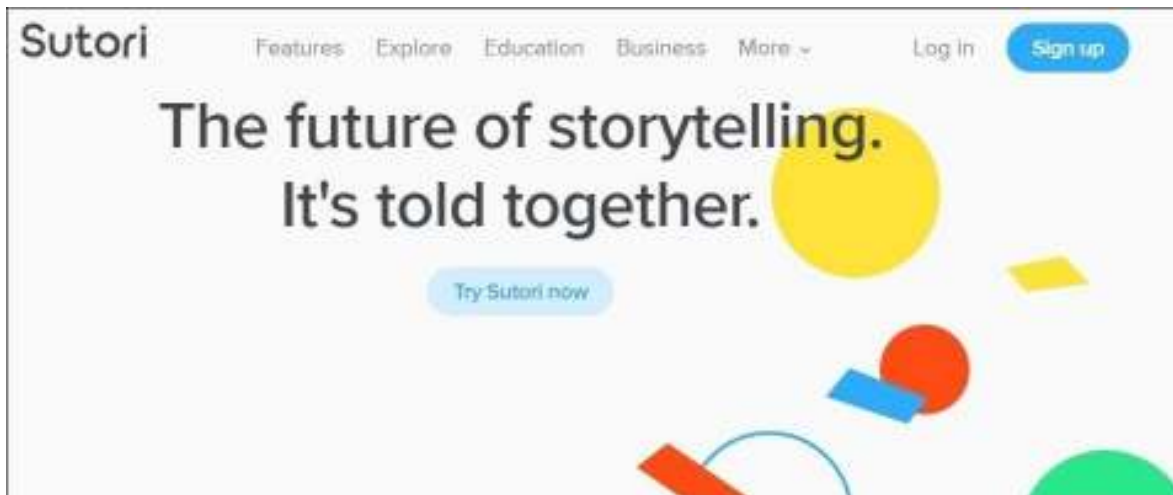 Sutori Features Explore Education Business More Log In Sign up
The future of storytelling.
It's told together.
Try Sutori now